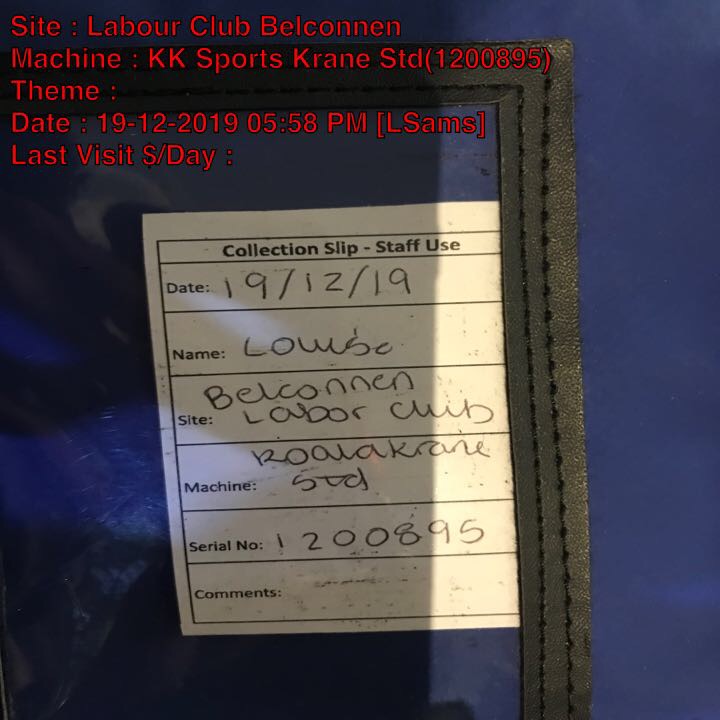 Site : Labour Club Belconnen
Machine : KK Sports Krane Std(1200895)
Theme :
Date : 19-12-2019 05:58 PM [LSams]
Last Visit $/Day :
Collection Slip - Staff Use
Date: 19/12/19
Name: Louise
Belconnen
Site: Labor Club
Koalakrane
Machine: Std
Serial No: 1200895
Comments: